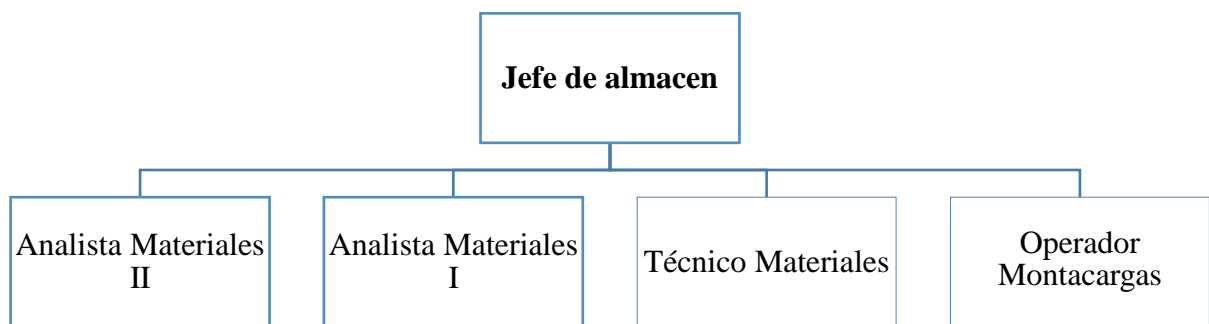 Jefe de almacen
Analista Materiales
II
Analista Materiales
I
Técnico Materiales
Operador
Montacargas